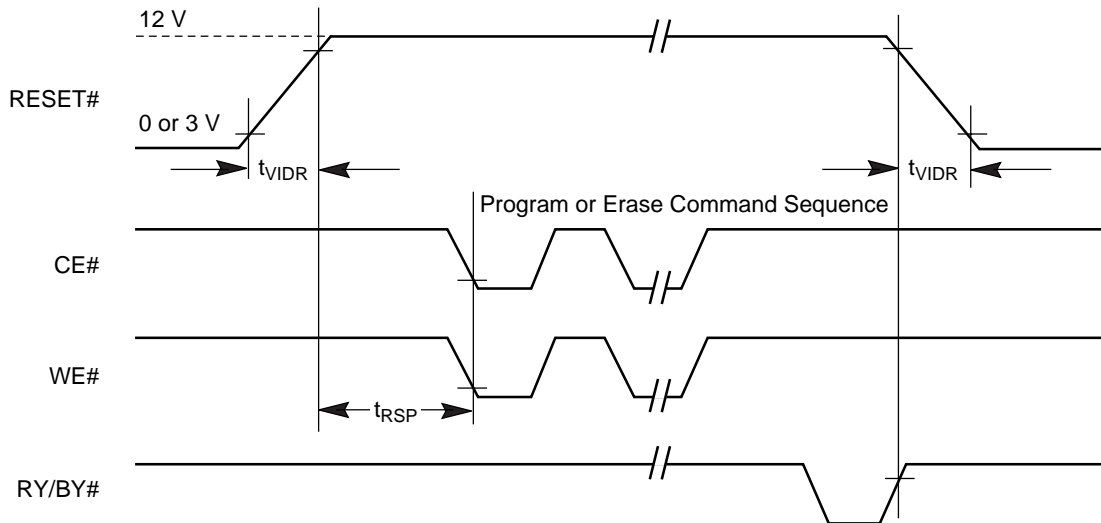 12 V
RESET#
0 or 3 V
tVIDR
tVIDR
Program or Erase Command Sequence
CE#
WE#
tRSP
RY/BY#